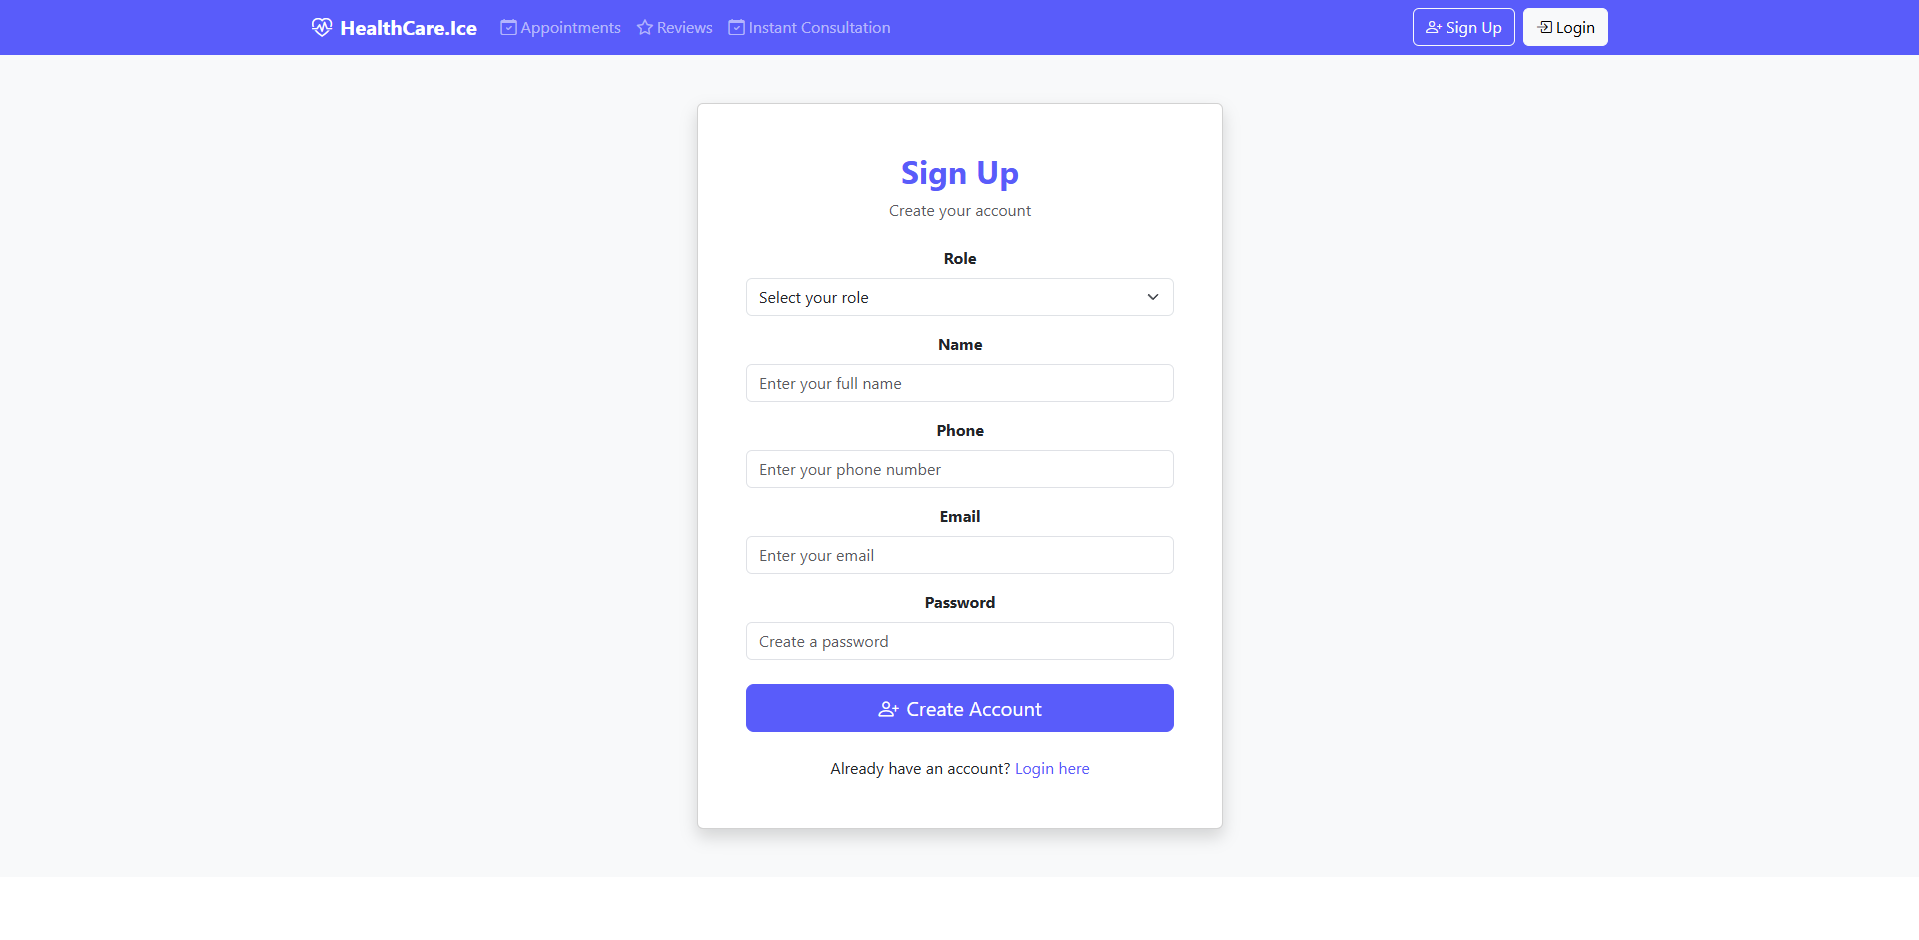 HealthCare.Ice Appointments Reviews Instant Consultation Sign Up Login
Sign Up
Create your account
Role
Select your role
Name
Enter your full name
Phone
Enter your phone number
Email
Enter your email
Password
Create a password
Create Account
Already have an account? Login here